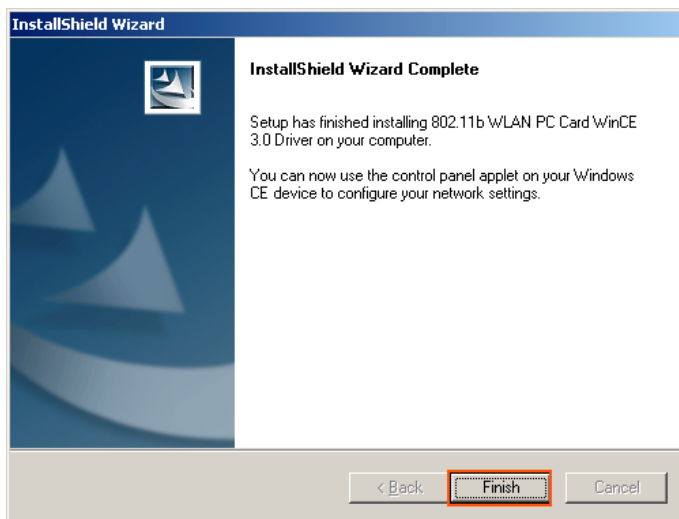 InstallShield Wizard
InstallShield Wizard Complete
Setup has finished installing 802.11b WLAN PC Card WinCE
3.0 Driver on your computer.
You can now use the control panel applet on your Windows
CE device to configure your network settings.
< Back Finish Cancel